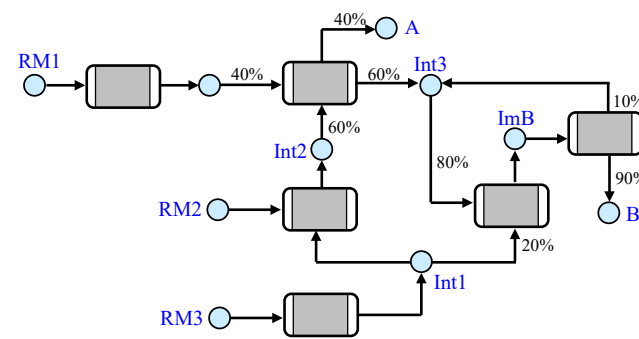 40%
A
RM1
Int3
40%
60%
10%
ImB
60%
Int2
80%
90%
RM2
B
20%
Int1
RM3